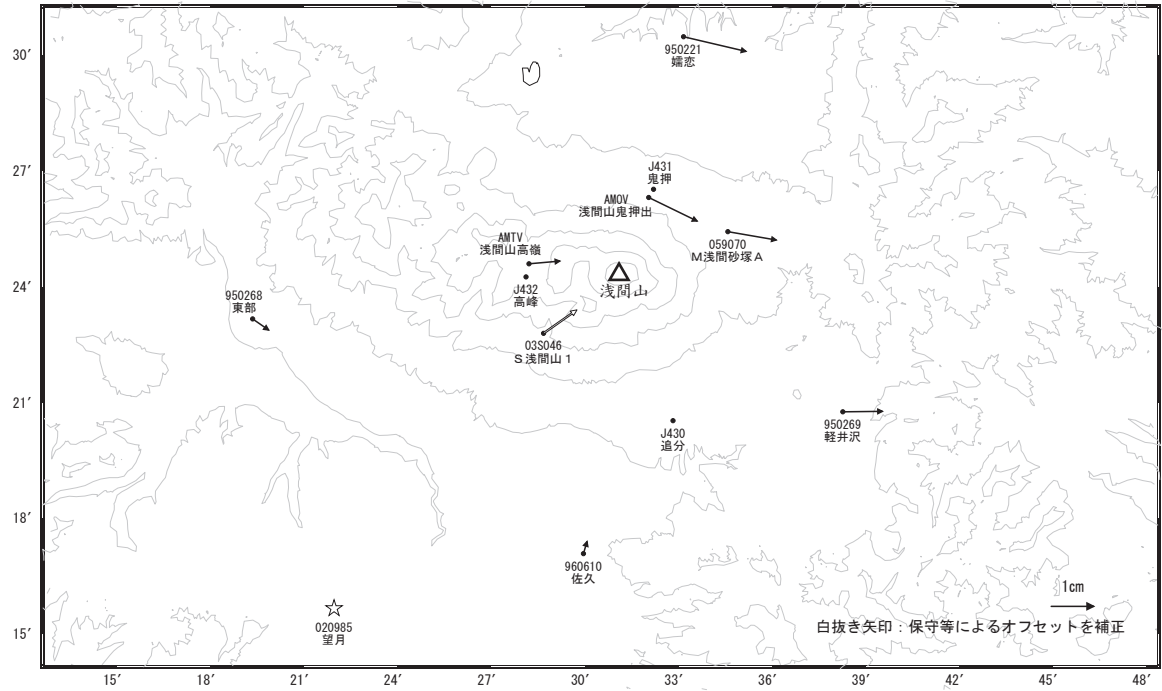 30′
950221
嬬恋
27′
J431
鬼押
AMOV
浅間山鬼押出
059070
M浅間砂塚A
AMTV
浅間山高嶺
24′
J432
高峰
浅間山
950268
東部
03S046
S浅間山1
21′
J430
追分
950269
軽井沢
18′
960610
佐久
1cm
白抜き矢印：保守等によるオフセットを補正
15′
020985
望月
15′ 18′ 21′ 24′ 27′ 30′ 33′ 36′ 39′ 42′ 45′ 48′